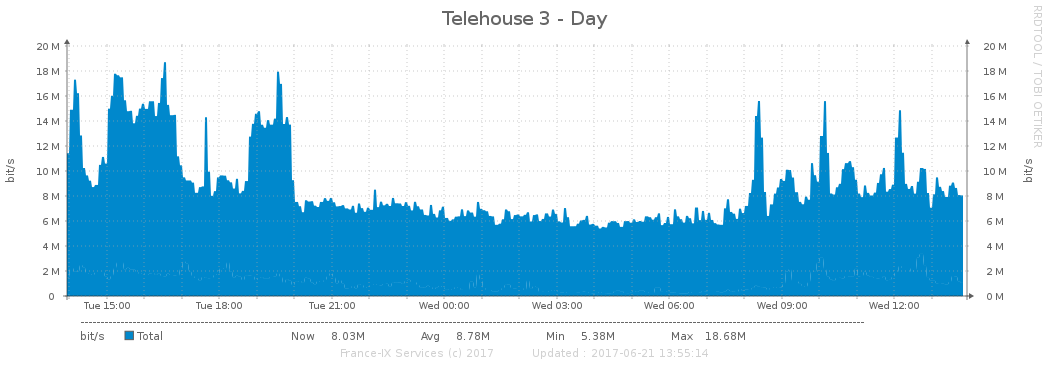 Telehouse 3 - Day
RRDTOOL / TOBI OETIKER
bit/s
20 M 20 M
18 M 18 M
16 M 16 M
14 M 14 M
12 M 12 M
10 M 10 M
8 M 8 M
6 M 6 M
4 M 4 M
2 M 2 M
0 0 M
bit/s
Tue 15:00 Tue 18:00 Tue 21:00 Wed 00:00 Wed 03:00 Wed 06:00 Wed 09:00 Wed 12:00
bit/s Total Now 8.03M Avg 8.78M Min 5.38M Max 18.68M
France-IX Services (c) 2017 Updated : 2017-06-21 13:55:14